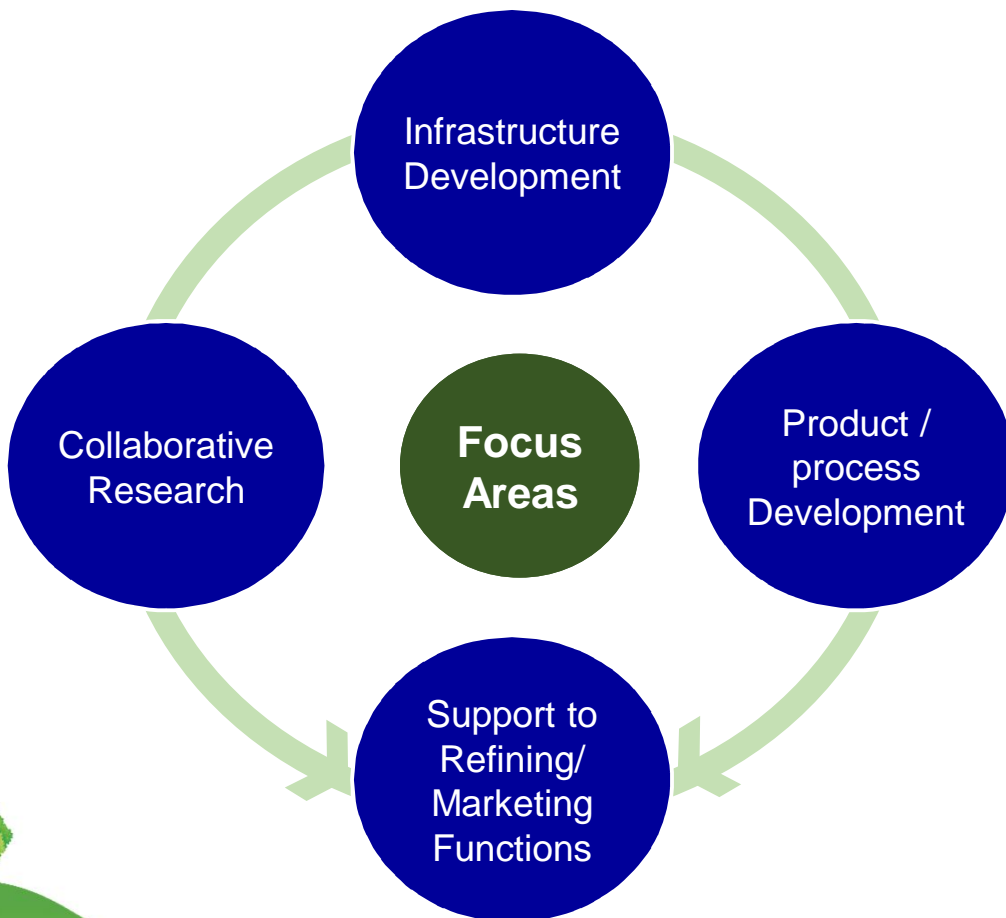 Infrastructure
Development
Collaborative
Research
Focus
Areas
Product /
process
Development
Support to
Refining/
Marketing
Functions